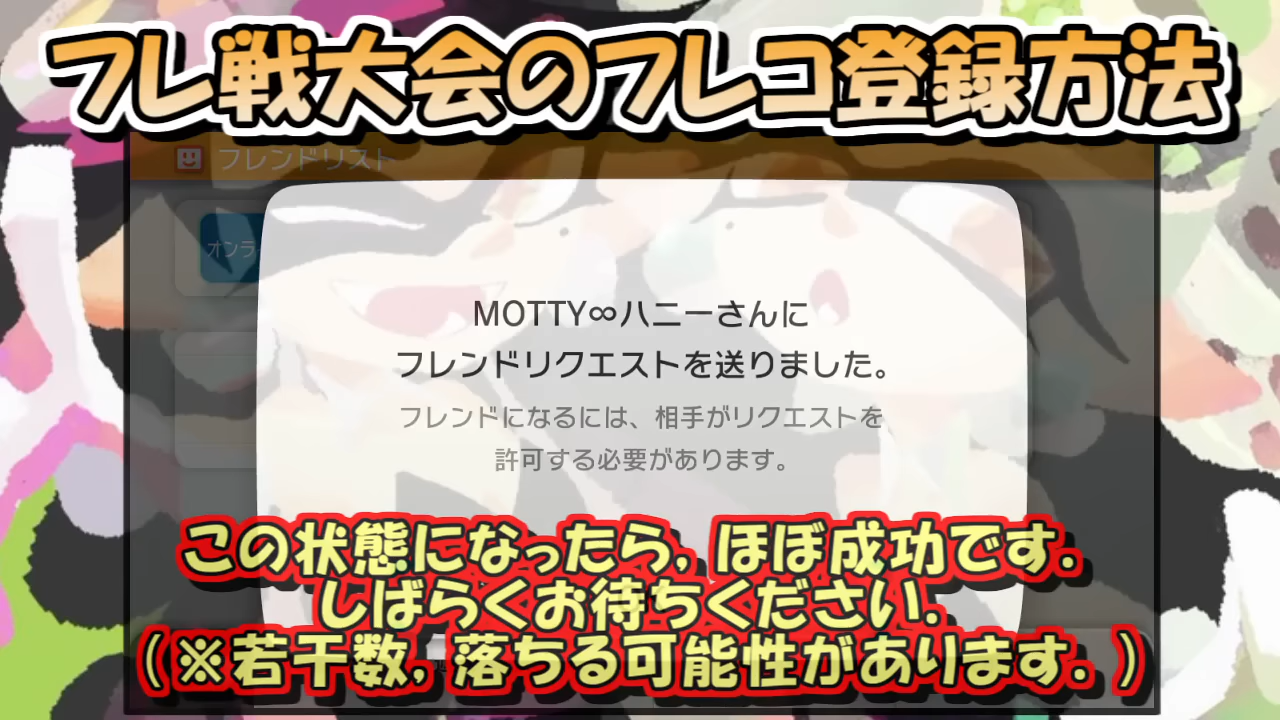 フレ戦大会のフレコ登録方法
フレンドリスト
オンラ
MOTTY∞ハニーさんに
フレンドリクエストを送りました。
フレンドになるには、相手がリクエストを
許可する必要があります。
この状態になったら,ほぼ成功です.
しばらくお待ちください.
(※若干数,落ちる可能性があります.)